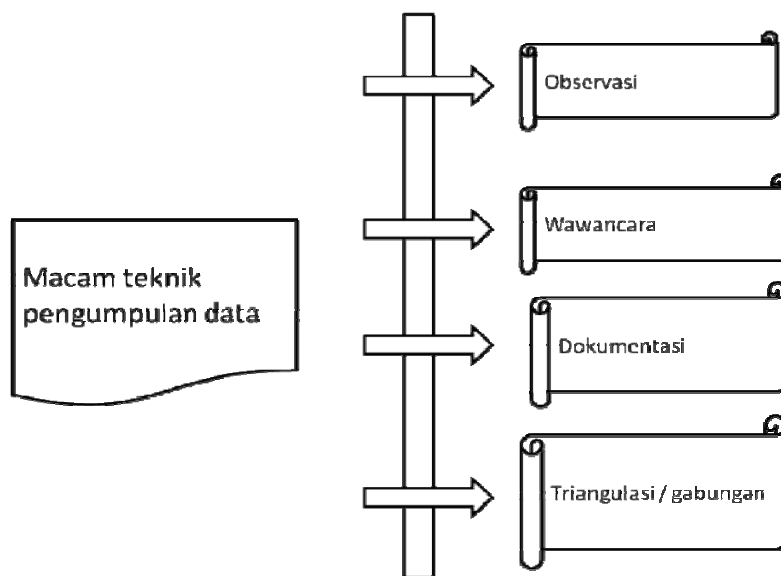 Macam teknik
pengumpulan data
Observasi
Wawancara
Dokumentasi
Triangulasi / gabungan